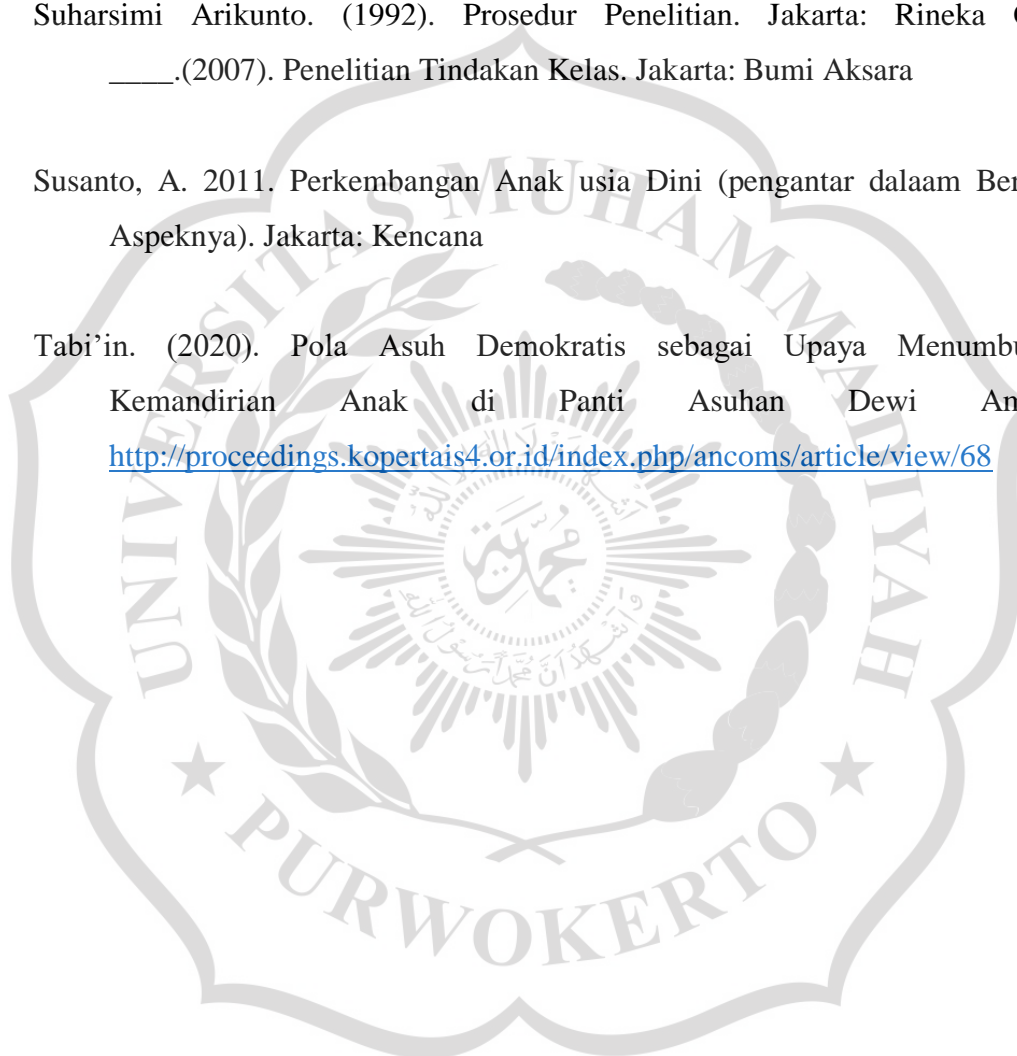 Suharsimi Arikunto. (1992). Prosedur Penelitian. Jakarta: Rineka
____.(2007). Penelitian Tindakan Kelas. Jakarta: Bumi Aksara
Susanto, A. 2011. Perkembangan Anak usia Dini (pengantar dalaam
Aspeknya). Jakarta: Kencana
Tabi’in. (2020). Pola Asuh Demokratis sebagai Upaya
Kemandirian Anak di Panti Asuhan Dewi
http://proceedings.kopertais4.or.id/index.php/ancoms/article/view/68
UNIVERSITAS MUHAMMADIYAH
PURWOKERTO